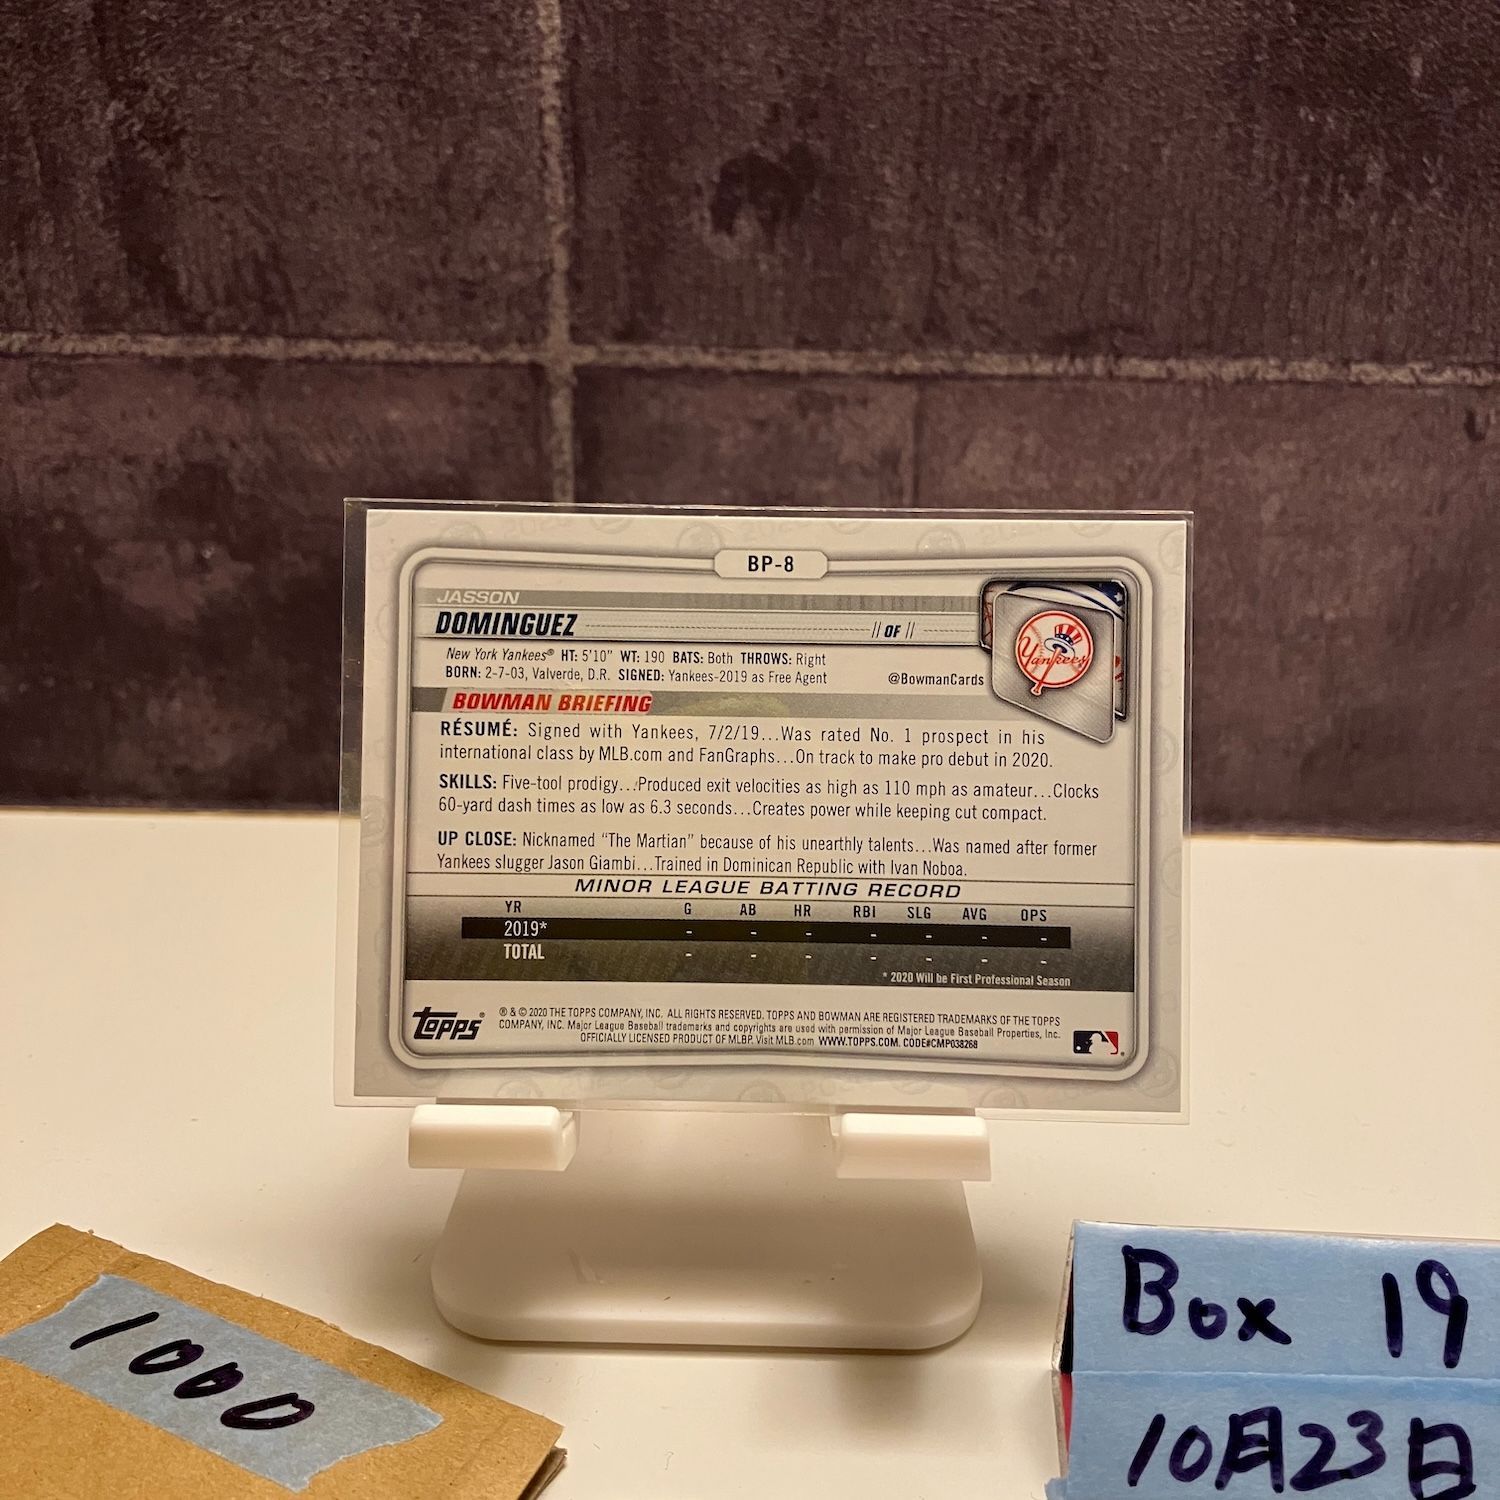 BP-8
JASSON
DOMINGUEZ
// OF //
New York Yankees® HT: 5'10" WT: 190 BATS: Both THROWS: Right
BORN: 2-7-03, Valverde, D.R. SIGNED: Yankees-2019 as Free Agent
@BowmanCards
Yankees
BOWMAN BRIEFING
RÉSUMÉ: Signed with Yankees, 7/2/19...Was rated No. 1 prospect in his
international class by MLB.com and FanGraphs...On track to make pro debut in 2020.
SKILLS: Five-tool prodigy...Produced exit velocities as high as 110 mph as amateur...Clocks
60-yard dash times as low as 6.3 seconds...Creates power while keeping cut compact.
UP CLOSE: Nicknamed “The Martian” because of his unearthly talents...Was named after former
Yankees slugger Jason Giambi...Trained in Dominican Republic with Ivan Noboa.
MINOR LEAGUE BATTING RECORD
YR G AB HR RBI SLG AVG OPS
2019* - - - - - - -
TOTAL - - - - - - -
* 2020 Will be First Professional Season
Topps®
® & © 2020 THE TOPPS COMPANY, INC. ALL RIGHTS RESERVED. TOPPS AND BOWMAN ARE REGISTERED TRADEMARKS OF THE TOPPS
COMPANY, INC. Major League Baseball trademarks and copyrights are used with permission of Major League Baseball Properties, Inc.
OFFICIALLY LICENSED PRODUCT OF MLBP. Visit MLB.com WWW.TOPPS.COM. CODE#CMP038268
1000
Box 19
10月23日